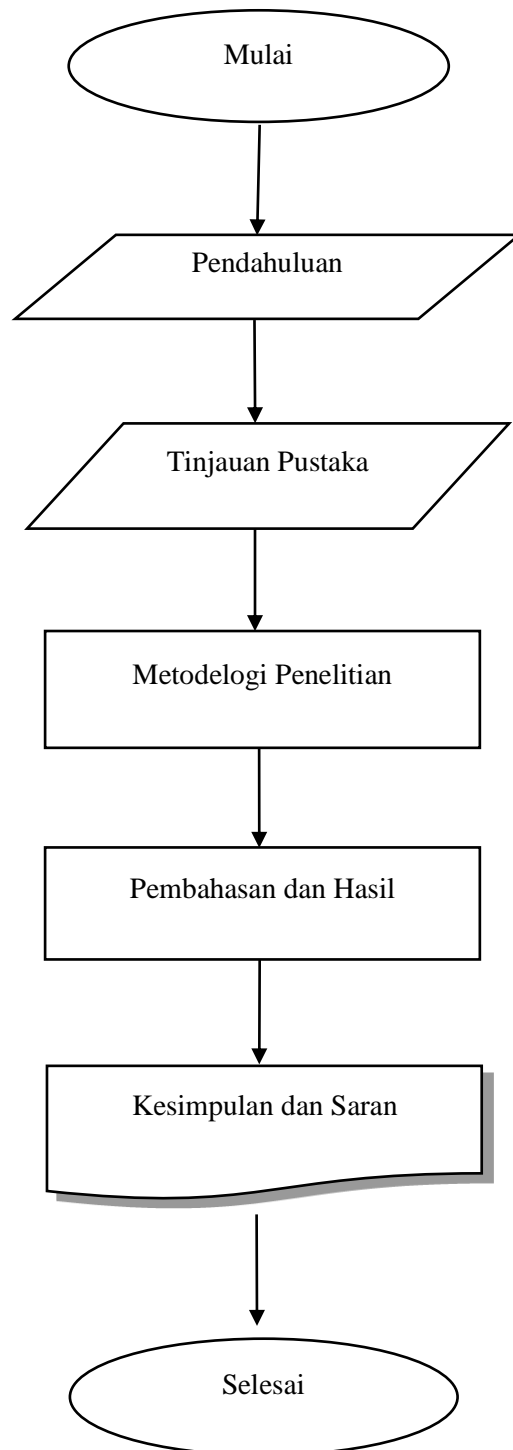 Mulai
Pendahuluan
Tinjauan Pustaka
Metodelogi Penelitian
Pembahasan dan Hasil
Kesimpulan dan Saran
Selesai